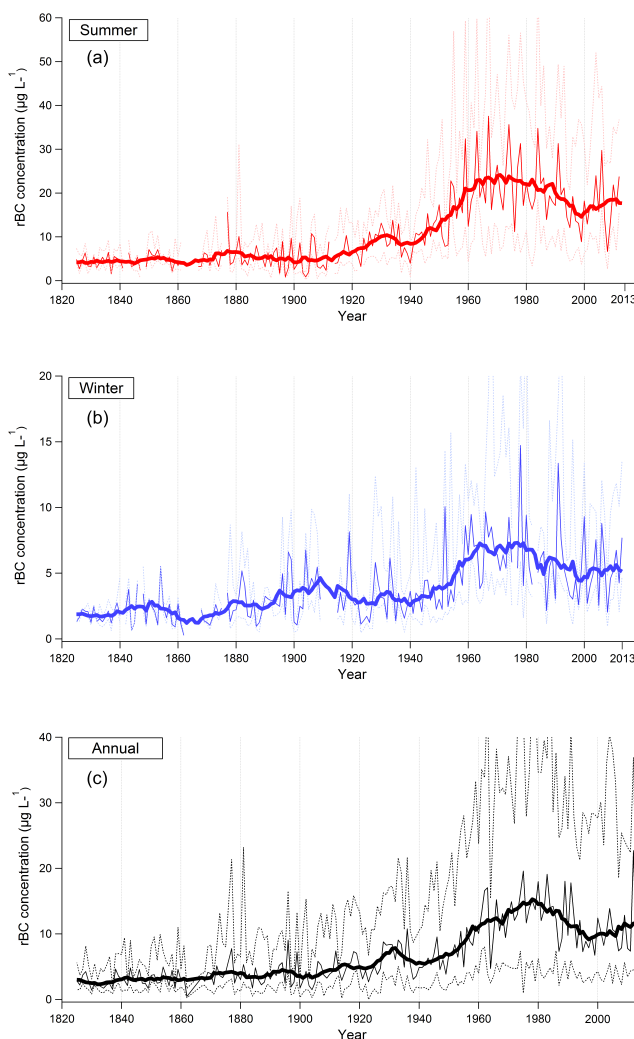 Summer
(a)
rBC concentration (µg L-¹)
60
50
40
30
20
10
0
1820 1840 1860 1880 1900 1920 1940 1960 1980 2000 2013
Year
Winter
(b)
rBC concentration (µg L-¹)
20
15
10
5
0
1820 1840 1860 1880 1900 1920 1940 1960 1980 2000 2013
Year
Annual
(c)
rBC concentration (µg L-¹)
40
30
20
10
0
1820 1840 1860 1880 1900 1920 1940 1960 1980 2000
Year